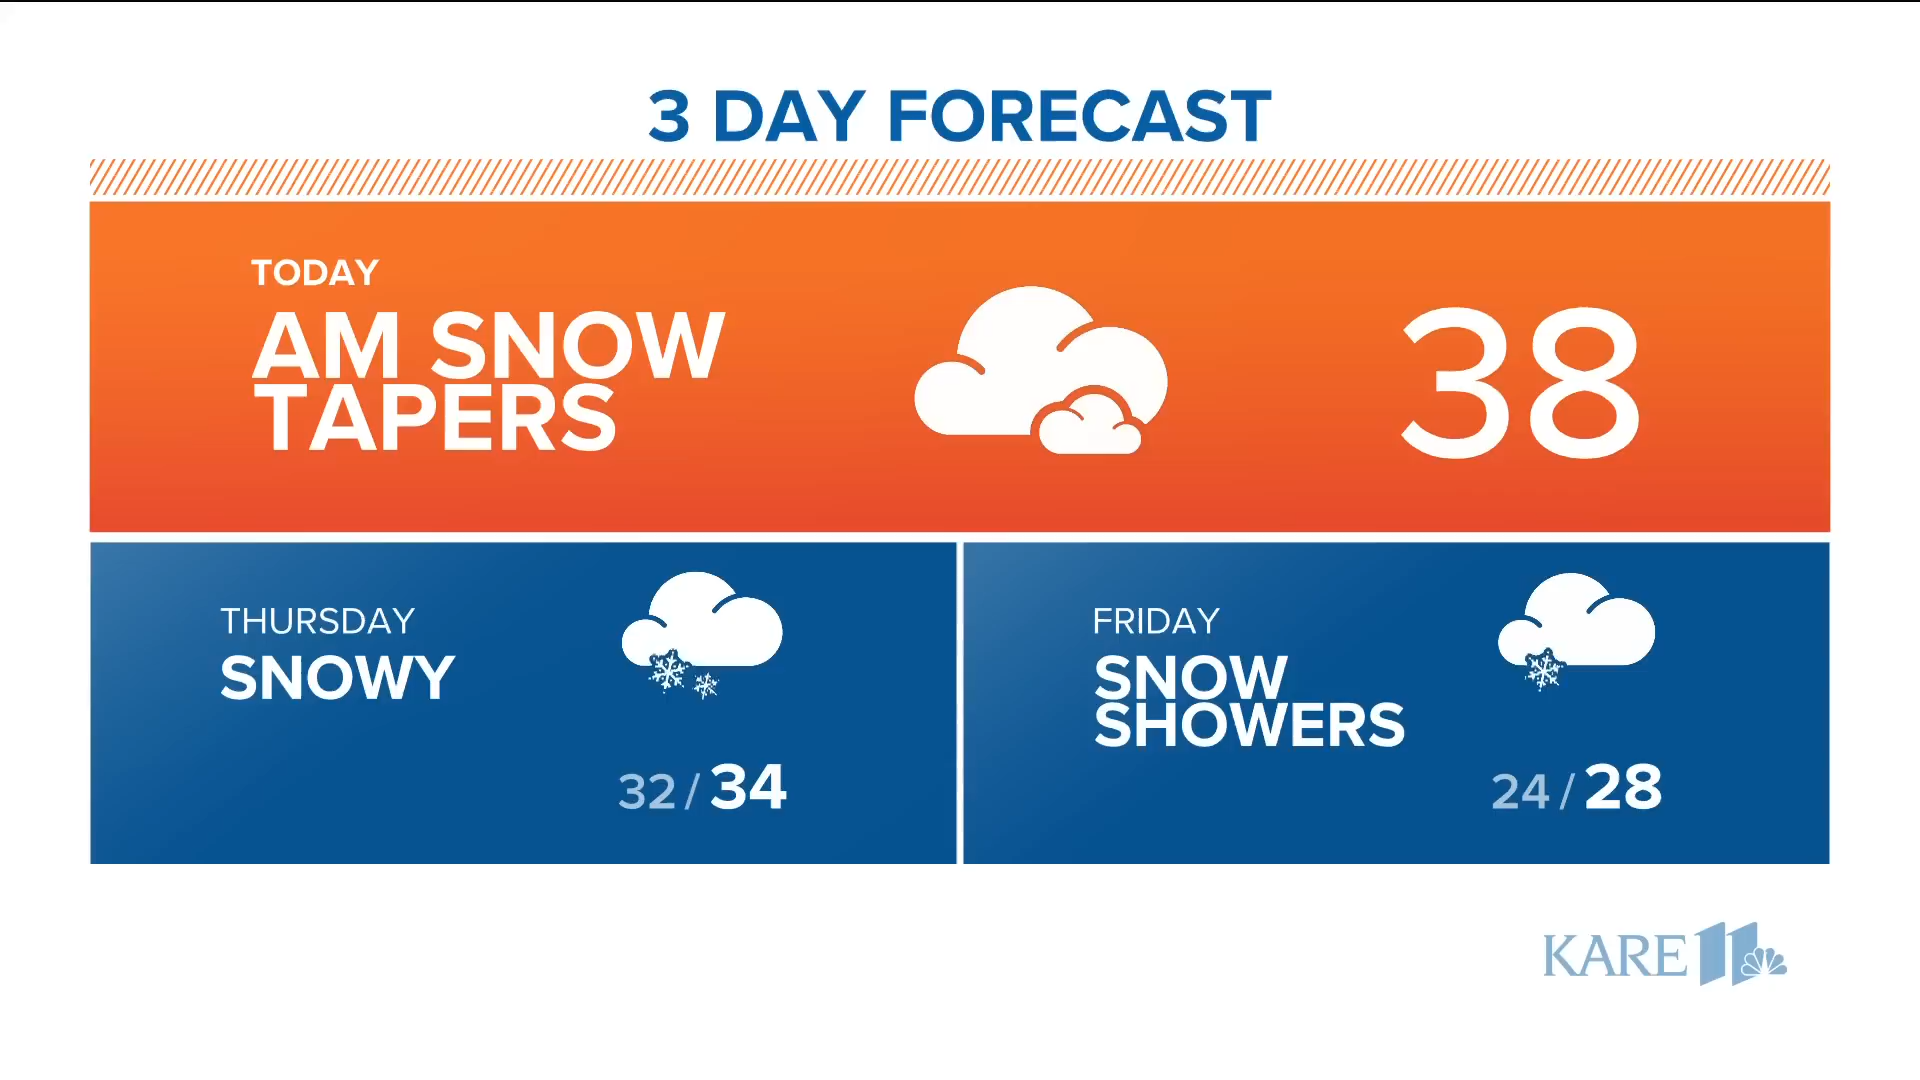 3 DAY FORECAST
TODAY
AM SNOW
TAPERS
38
THURSDAY
SNOWY
32 / 34
FRIDAY
SNOW
SHOWERS
24 / 28
KARE 11